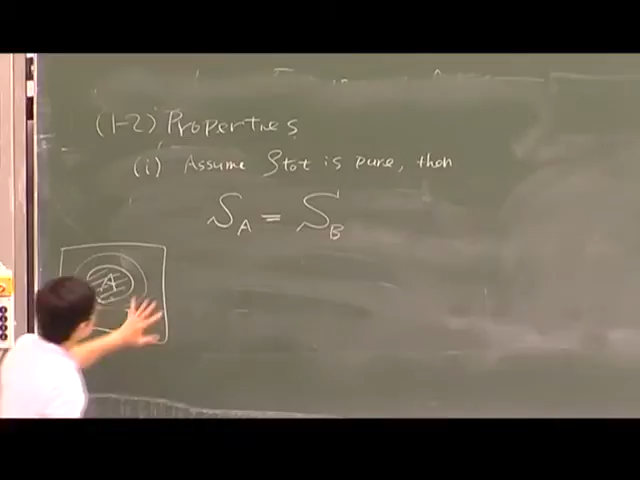 (1-2) Properties
(i) Assume ρtot is pure, then
S_A = S_B
A